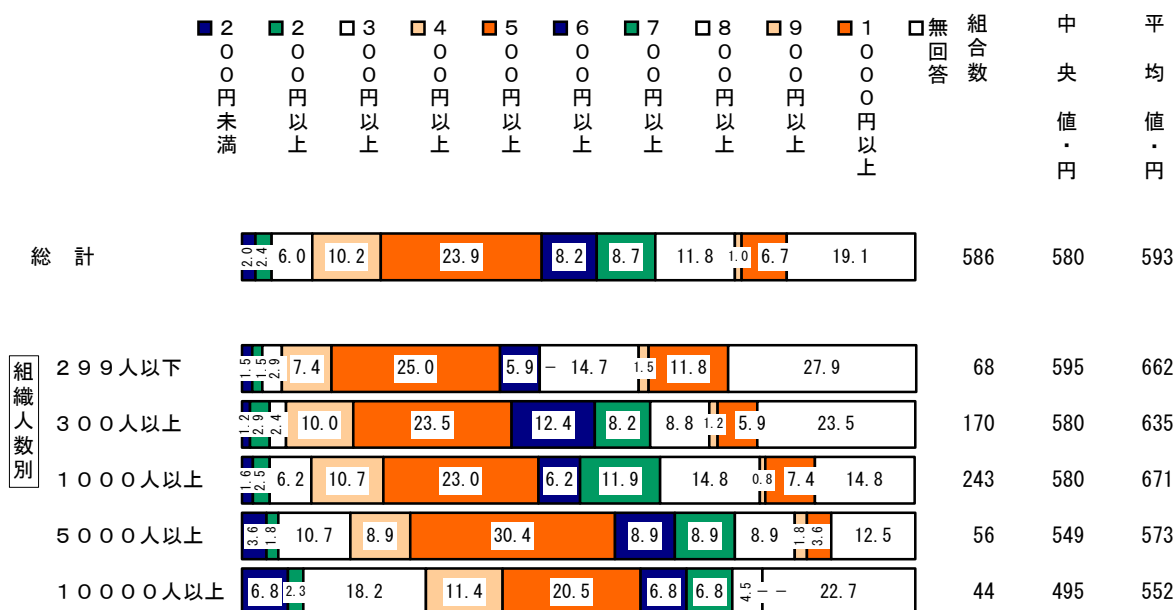 ２００円未満
２００円以上
３００円以上
４００円以上
５００円以上
６００円以上
７００円以上
８００円以上
９００円以上
１０００円以上
無回答
組合数
中央値・円
平均値・円
総 計 2.0 2.4 6.0 10.2 23.9 8.2 8.7 11.8 1.0 6.7 19.1 586 580 593
組織人数別
２９９人以下 1.5 1.5 2.9 7.4 25.0 5.9 － 14.7 1.5 11.8 27.9 68 595 662
３００人以上 1.2 2.9 2.4 10.0 23.5 12.4 8.2 8.8 1.2 5.9 23.5 170 580 635
１０００人以上 1.6 2.5 6.2 10.7 23.0 6.2 11.9 14.8 0.8 7.4 14.8 243 580 671
５０００人以上 3.6 1.8 10.7 8.9 30.4 8.9 8.9 8.9 1.8 3.6 12.5 56 549 573
１００００人以上 6.8 2.3 18.2 11.4 20.5 6.8 6.8 4.5 － － 22.7 44 495 552